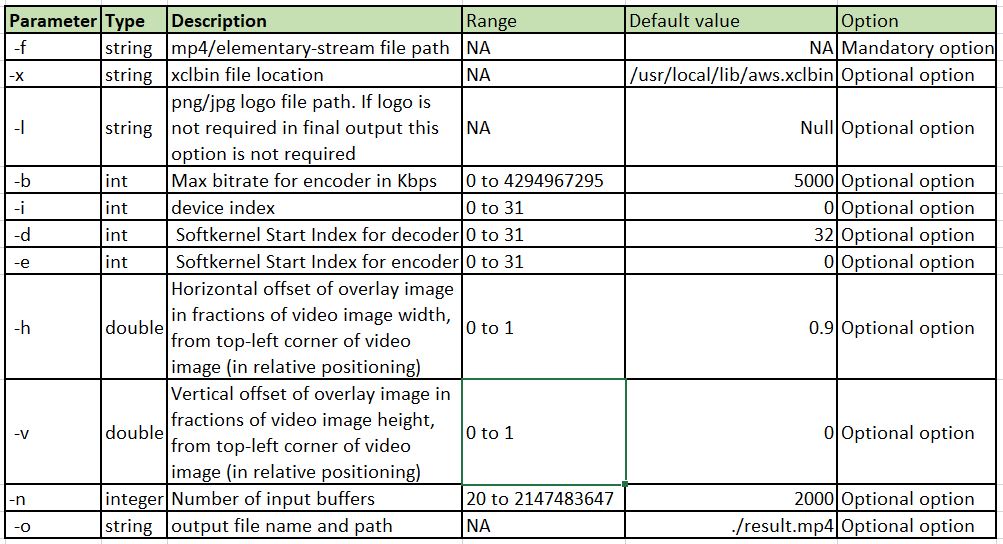 Parameter Type Description Range Default value Option
-f string mp4/elementary-stream file path NA NA Mandatory option
-x string xclbin file location NA /usr/local/lib/aws.xclbin Optional option
png/jpg logo file path. If logo is
-l string not required in final output this NA Null Optional option
option is not required
-b int Max bitrate for encoder in Kbps 0 to 4294967295 5000 Optional option
-i int device index 0 to 31 0 Optional option
-d int Softkernel Start Index for decoder 0 to 31 32 Optional option
-e int Softkernel Start Index for encoder 0 to 31 0 Optional option
Horizontal offset of overlay image
in fractions of video image width,
-h double from top-left corner of video 0 to 1 0.9 Optional option
image (in relative positioning)
Vertical offset of overlay image in
fractions of video image height,
-v double from top-left corner of video 0 to 1 0 Optional option
image (in relative positioning)
-n integer Number of input buffers 20 to 2147483647 2000 Optional option
-o string output file name and path NA ./result.mp4 Optional option